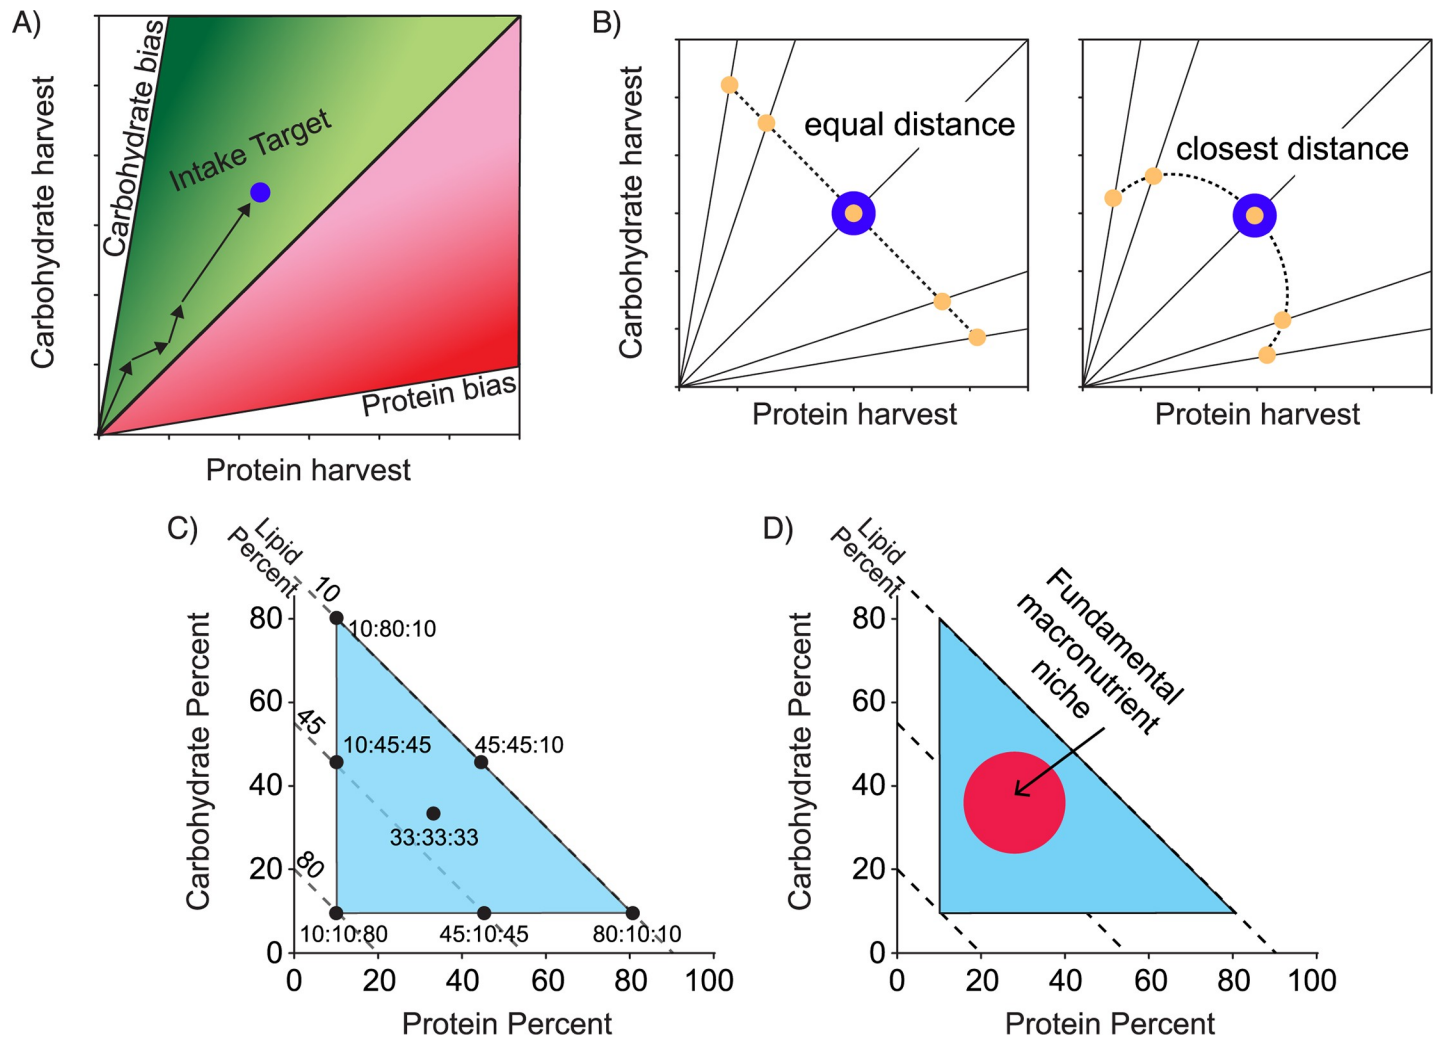 A)
Carbohydrate harvest
Carbohydrate bias
Intake Target
Protein bias
Protein harvest
B)
Carbohydrate harvest
equal distance
Protein harvest
closest distance
Protein harvest
C)
Lipid
Percent
10
45
80
Carbohydrate Percent
80
60
40
20
0
10:80:10
10:45:45
45:45:10
33:33:33
10:10:80
45:10:45
80:10:10
0
20
40
60
80
100
Protein Percent
D)
Lipid
Percent
Fundamental
macronutrient
niche
Carbohydrate Percent
80
60
40
20
0
0
20
40
60
80
100
Protein Percent